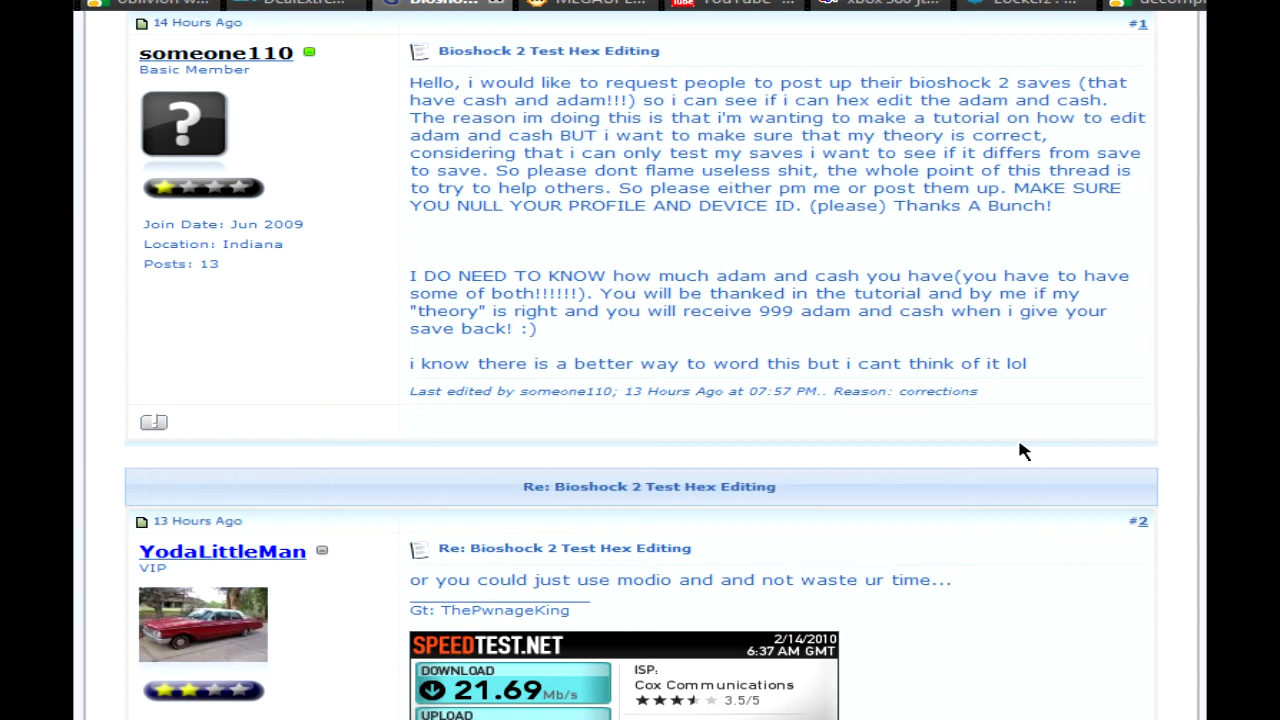 Oblivion w...
DealExtre...
Biosho...
MEGAUPL...
YouTube - ...
xbox 360 jt...
Lockerz : ...
decompr
14 Hours Ago
#1
someone110
Basic Member
Bioshock 2 Test Hex Editing
Hello, i would like to request people to post up their bioshock 2 saves (that
have cash and adam!!!) so i can see if i can hex edit the adam and cash.
The reason im doing this is that i'm wanting to make a tutorial on how to edit
adam and cash BUT i want to make sure that my theory is correct,
considering that i can only test my saves i want to see if it differs from save
to save. So please dont flame useless shit, the whole point of this thread is
to try to help others. So please either pm me or post them up. MAKE SURE
YOU NULL YOUR PROFILE AND DEVICE ID. (please) Thanks A Bunch!
Join Date: Jun 2009
Location: Indiana
Posts: 13
I DO NEED TO KNOW how much adam and cash you have(you have to have
some of both!!!!!!). You will be thanked in the tutorial and by me if my
"theory" is right and you will receive 999 adam and cash when i give your
save back! :)
i know there is a better way to word this but i cant think of it lol
Last edited by someone110; 13 Hours Ago at 07:57 PM.. Reason: corrections
Re: Bioshock 2 Test Hex Editing
13 Hours Ago
#2
YodaLittleMan
VIP
Re: Bioshock 2 Test Hex Editing
or you could just use modio and and not waste ur time...
Gt: ThePwnageKing
SPEEDTEST.NET
2/14/2010
6:37 AM GMT
DOWNLOAD
21.69 Mb/s
UPLOAD
ISP:
Cox Communications
3.5/5